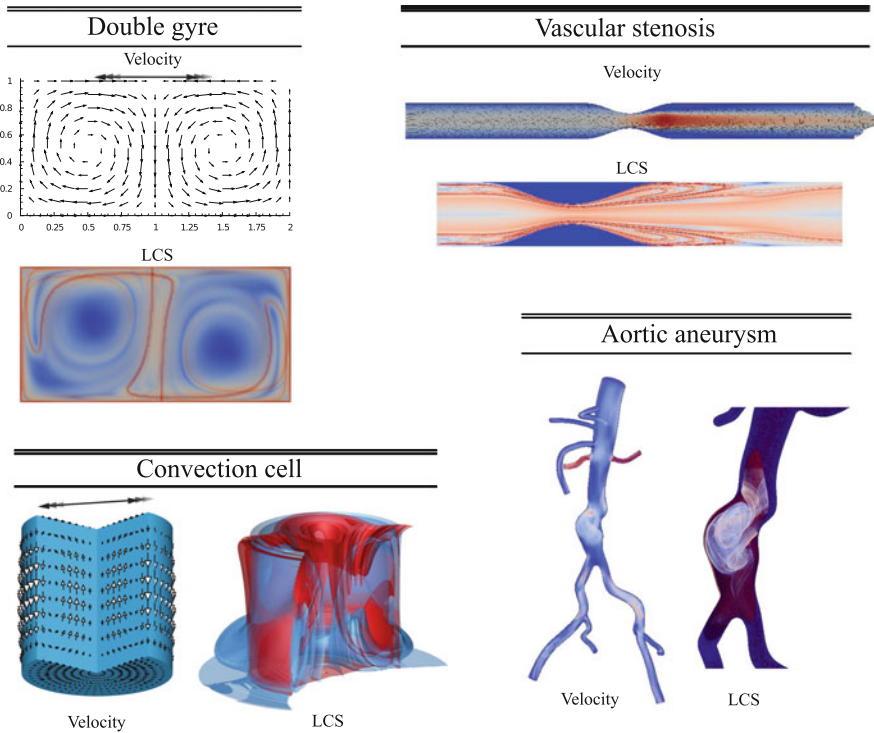 Double gyre
Velocity
1
0.8
0.6
0.4
0.2
0
0 0.25 0.5 0.75 1 1.25 1.5 1.75 2
LCS
Vascular stenosis
Velocity
LCS
Aortic aneurysm
Velocity LCS
Convection cell
Velocity LCS